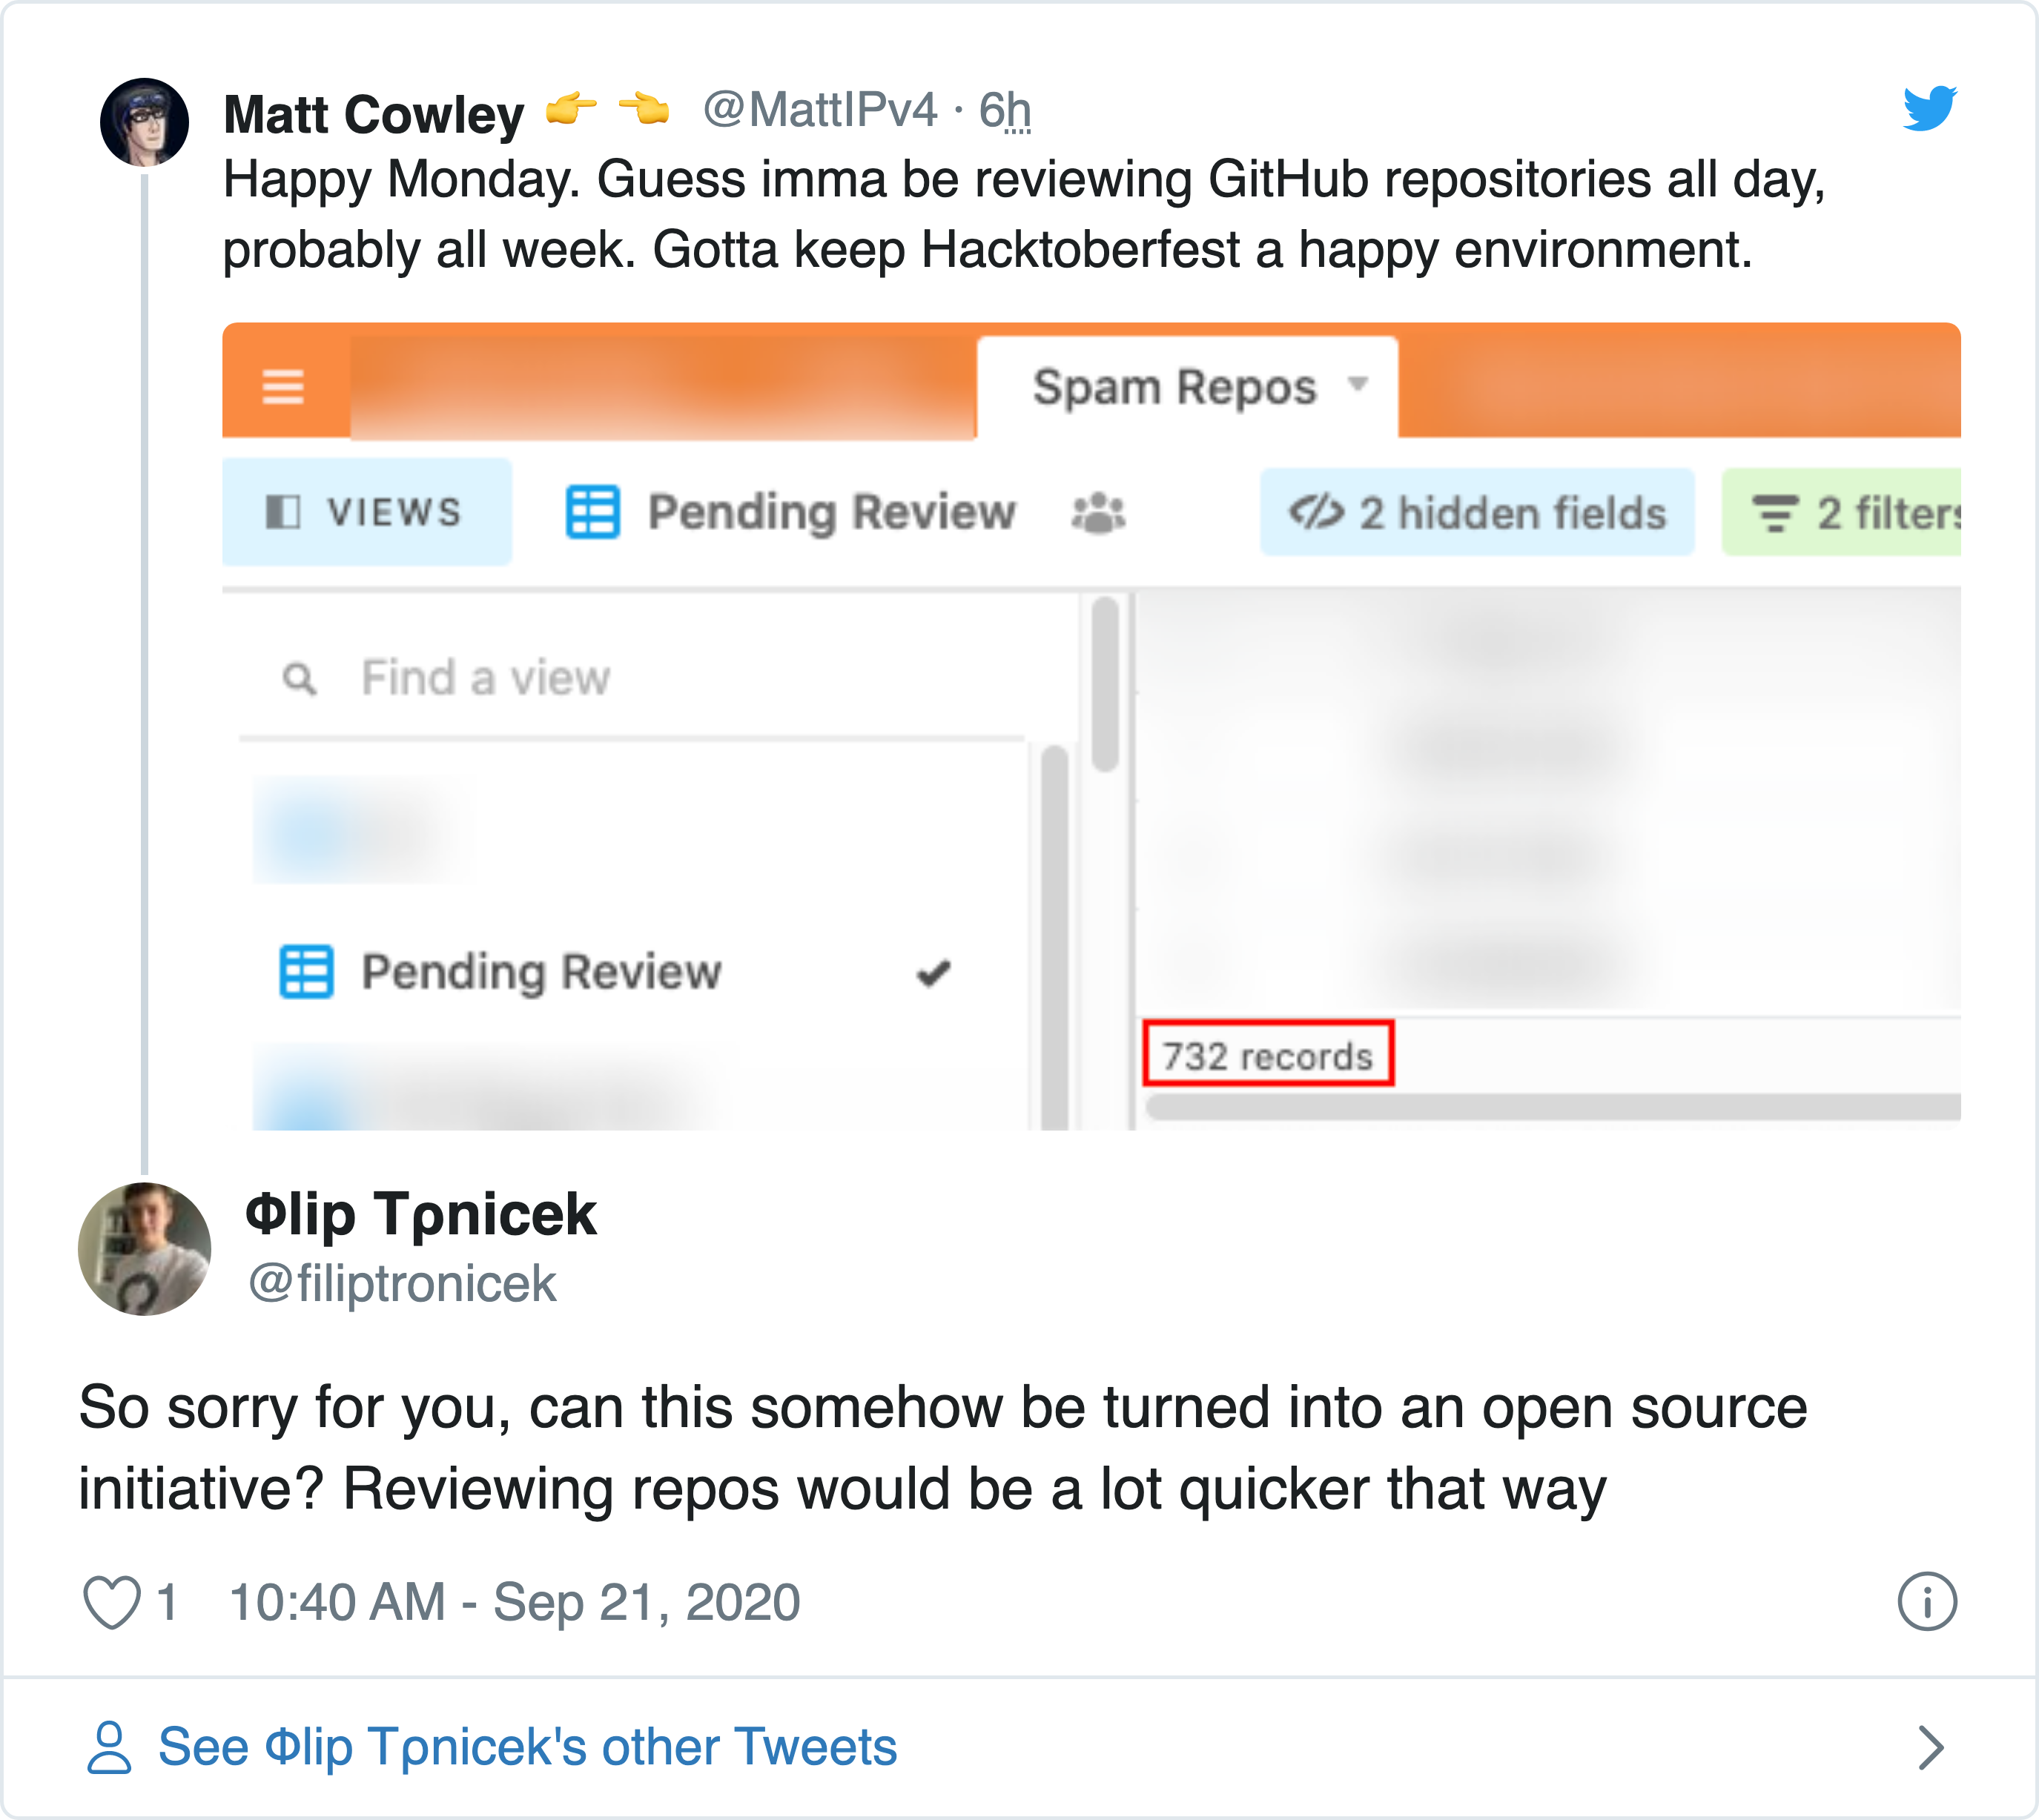 Matt Cowley 👉 👈 @MattIPv4 · 6h
Happy Monday. Guess imma be reviewing GitHub repositories all day,
probably all week. Gotta keep Hacktoberfest a happy environment.
Spam Repos
VIEWS
Pending Review
2 hidden fields
2 filters
Find a view
Pending Review
732 records
Φlip Tρnicek
@filiptronicek
So sorry for you, can this somehow be turned into an open source
initiative? Reviewing repos would be a lot quicker that way
1 10:40 AM - Sep 21, 2020
See Φlip Tρnicek's other Tweets